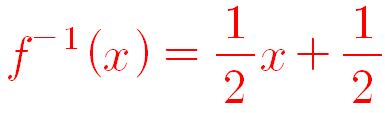 f⁻¹(x) = 1/2 x + 1/2